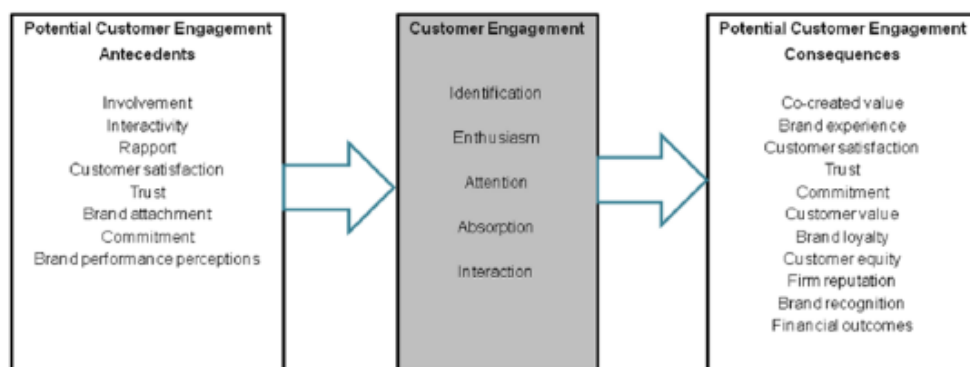 Potential Customer Engagement
Antecedents
Involvement
Interactivity
Rapport
Customer satisfaction
Trust
Brand attachment
Commitment
Brand performance perceptions
Customer Engagement
Identification
Enthusiasm
Attention
Absorption
Interaction
Potential Customer Engagement
Consequences
Co-created value
Brand experience
Customer satisfaction
Trust
Commitment
Customer value
Brand loyalty
Customer equity
Firm reputation
Brand recognition
Financial outcomes